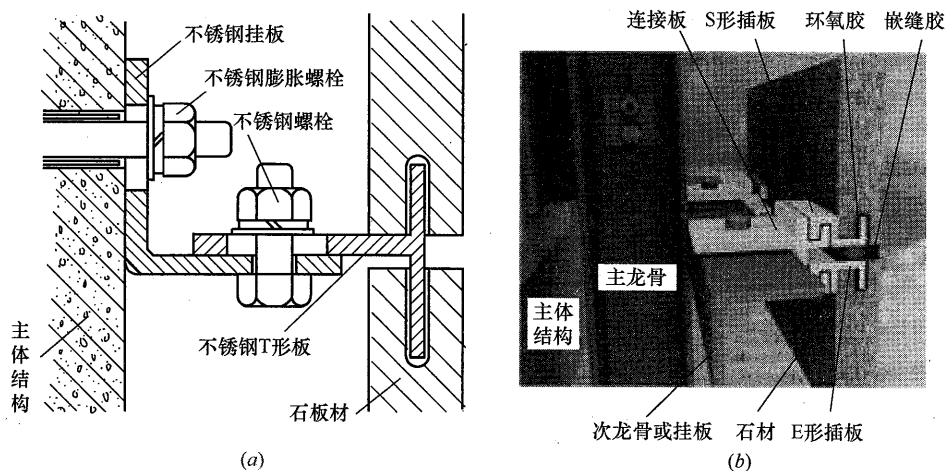 不锈钢挂板
不锈钢膨胀螺栓
不锈钢螺栓
主体结构
不锈钢T形板
石板材
(a)
连接板 S形插板 环氧胶 嵌缝胶
主龙骨
主体
结构
次龙骨或挂板 石材 E形插板
(b)